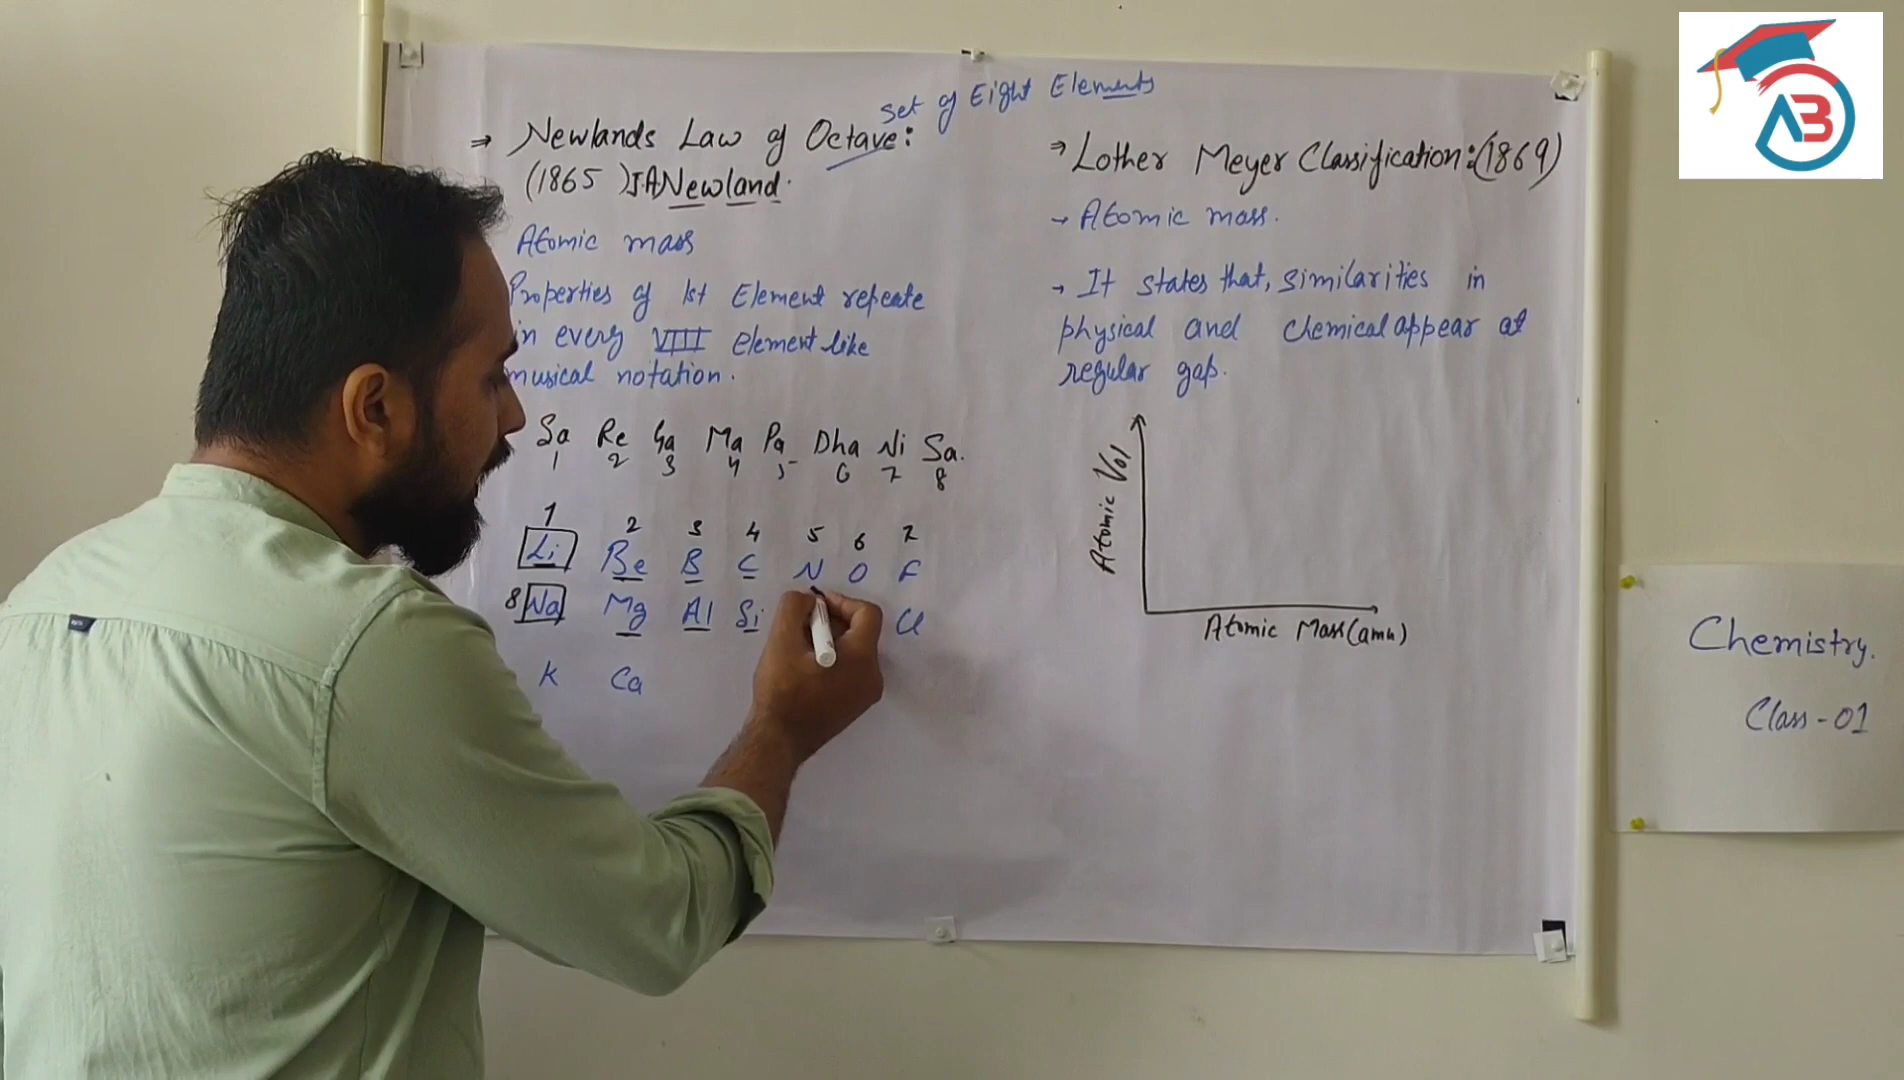 set of Eight Elements
⇒ Newlands Law of Octave:
(1865 )J.A Newland.
Atomic mass
Properties of 1st Element repeate
in every VIII element like
musical notation.
Sa Re Ga Ma Pa Dha Ni Sa.
1 2 3 4 5 6 7 8
1 2 3 4 5 6 7
Li Be B C N O F
8 Na Mg Al Si Cl
K Ca
⇒ Lother Meyer Classification:(1869)
→ Atomic mass.
→ It states that, similarities in
physical and chemical appear at
regular gap.
Atomic Vol
Atomic Mass(amu)
AB
Chemistry.
Class-01